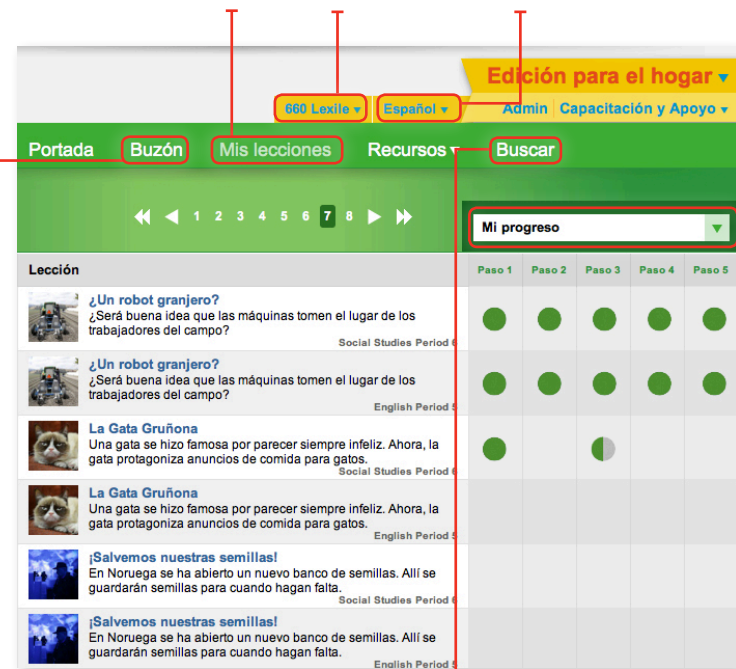 Edición para el hogar
660 Lexile Español Admin Capacitación y Apoyo
Portada Buzón Mis lecciones Recursos Buscar
1 2 3 4 5 6 7 8
Mi progreso
Lección Paso 1 Paso 2 Paso 3 Paso 4 Paso 5
¿Un robot granjero?
¿Será buena idea que las máquinas tomen el lugar de los
trabajadores del campo?
Social Studies Period 6
¿Un robot granjero?
¿Será buena idea que las máquinas tomen el lugar de los
trabajadores del campo?
English Period 5
La Gata Gruñona
Una gata se hizo famosa por parecer siempre infeliz. Ahora, la
gata protagoniza anuncios de comida para gatos.
Social Studies Period 6
La Gata Gruñona
Una gata se hizo famosa por parecer siempre infeliz. Ahora, la
gata protagoniza anuncios de comida para gatos.
English Period 5
¡Salvemos nuestras semillas!
En Noruega se ha abierto un nuevo banco de semillas. Allí se
guardarán semillas para cuando hagan falta.
Social Studies Period 6
¡Salvemos nuestras semillas!
En Noruega se ha abierto un nuevo banco de semillas. Allí se
guardarán semillas para cuando hagan falta.
English Period 5